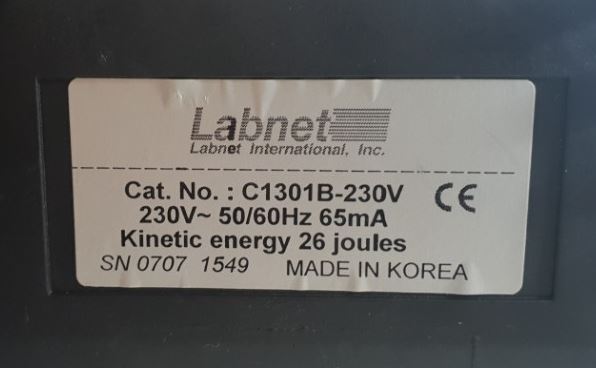 Labnet
Labnet International, Inc.
Cat. No. : C1301B-230V
230V~ 50/60Hz 65mA
Kinetic energy 26 joules
SN 0707 1549 MADE IN KOREA
CE